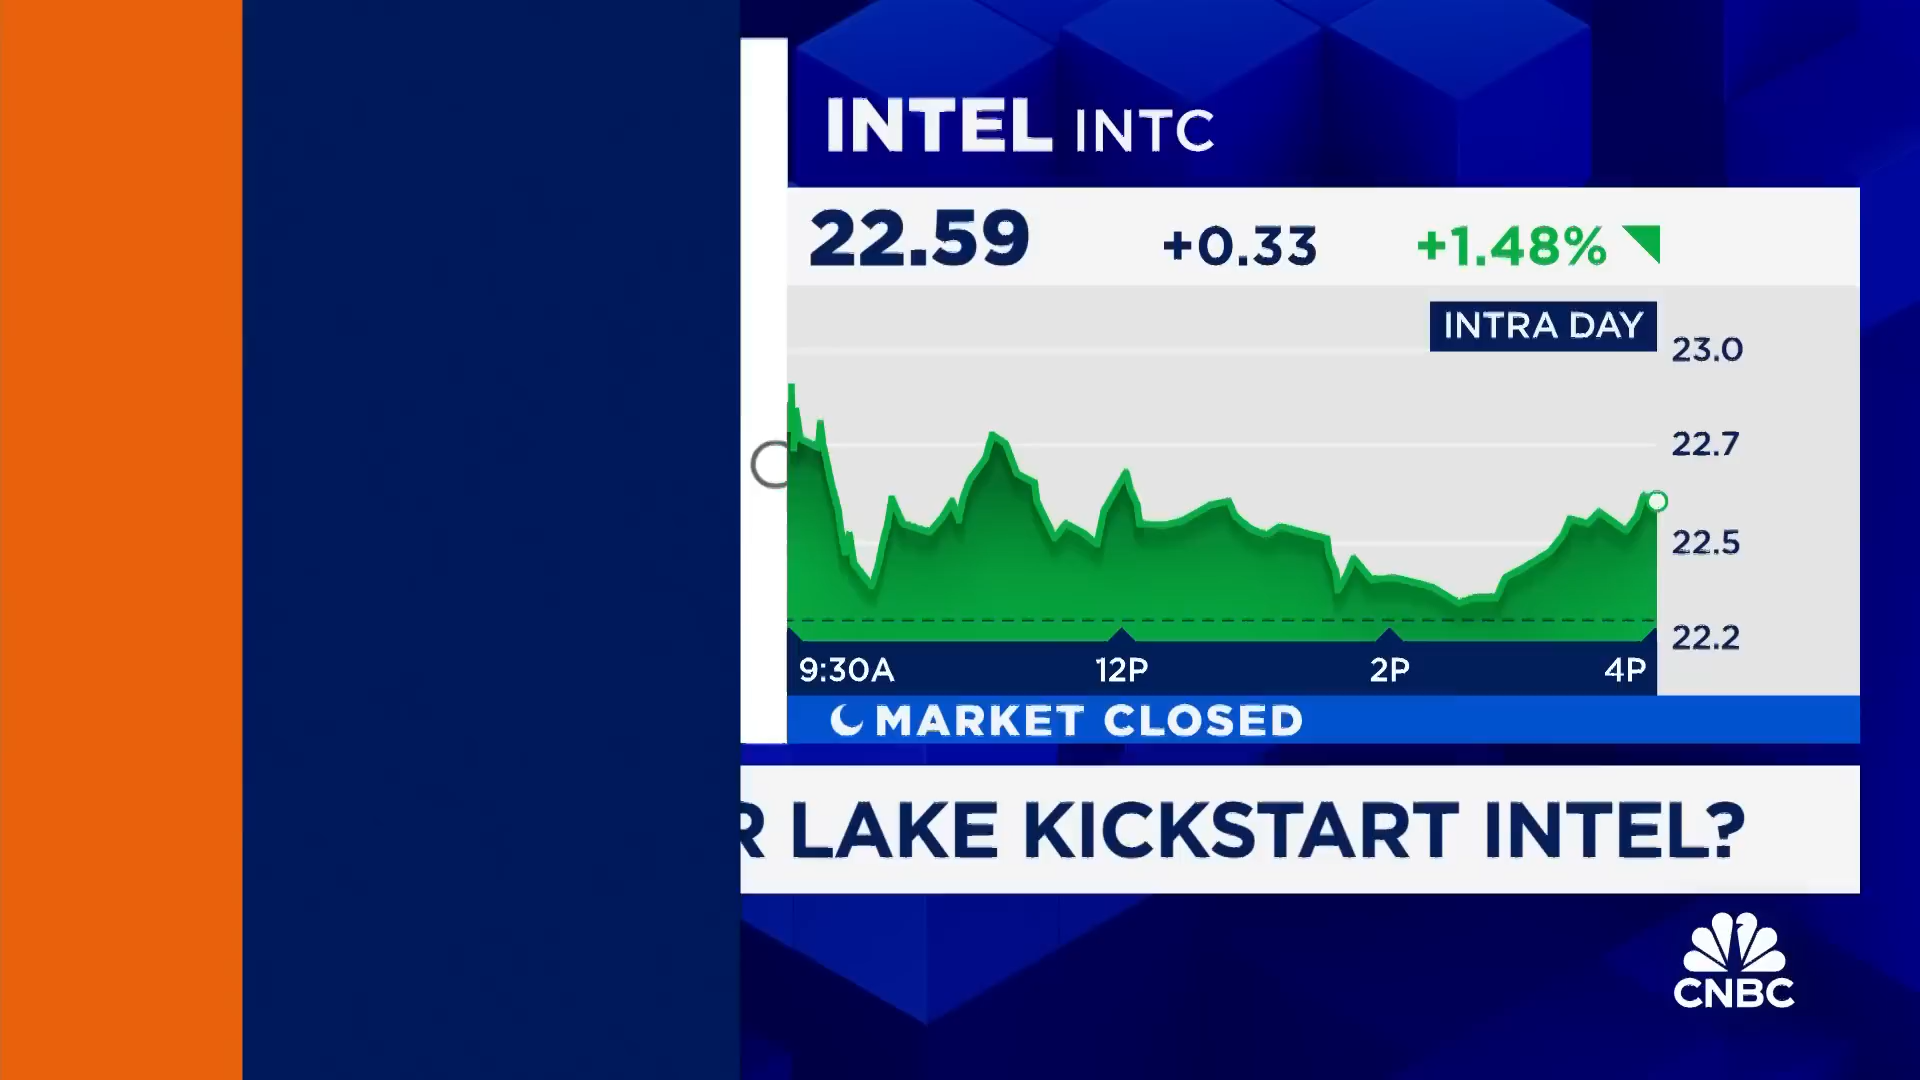 INTEL INTC
22.59 +0.33 +1.48%
INTRA DAY
23.0
22.7
22.5
22.2
9:30A 12P 2P 4P
MARKET CLOSED
R LAKE KICKSTART INTEL?
CNBC